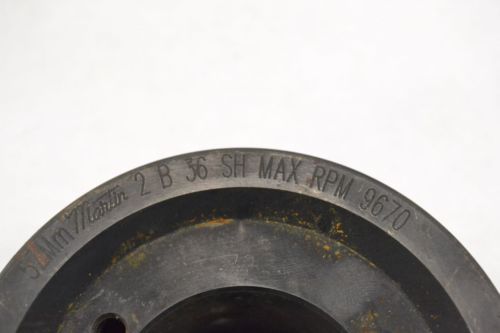 Martin 2 B 36 SH MAX RPM 9670